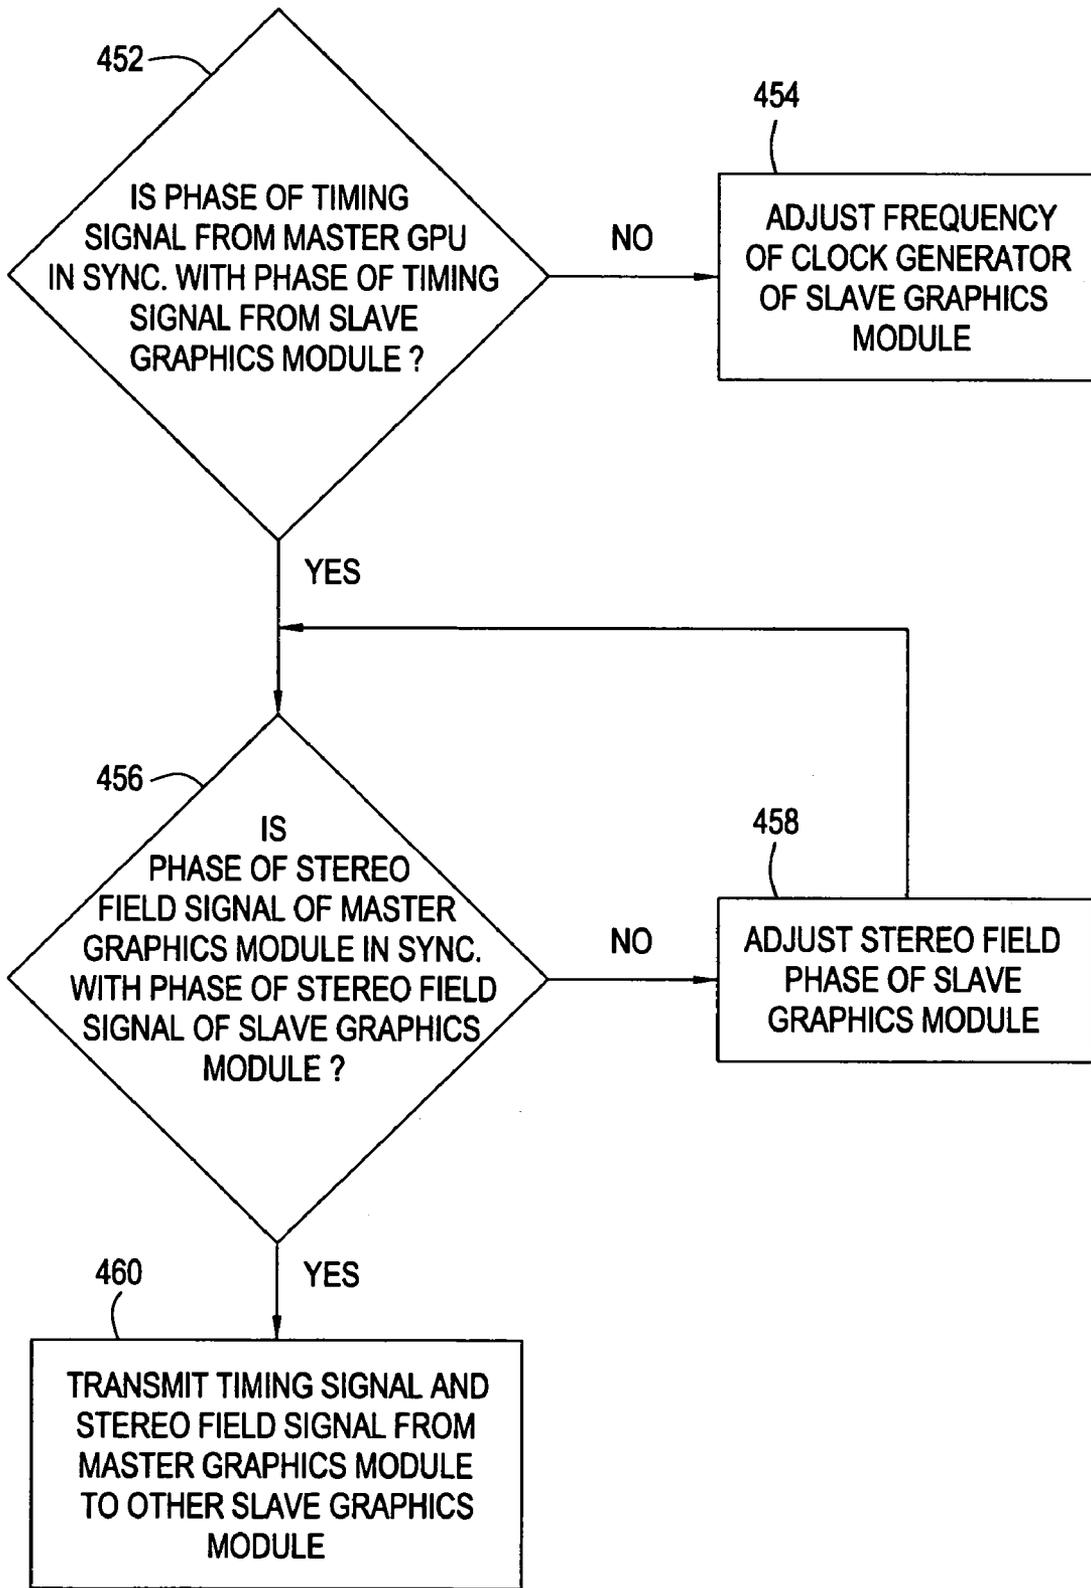 452
IS PHASE OF TIMING
SIGNAL FROM MASTER GPU
IN SYNC. WITH PHASE OF TIMING
SIGNAL FROM SLAVE
GRAPHICS MODULE ?
NO
454
ADJUST FREQUENCY
OF CLOCK GENERATOR
OF SLAVE GRAPHICS
MODULE
YES
456
IS
PHASE OF STEREO
FIELD SIGNAL OF MASTER
GRAPHICS MODULE IN SYNC.
WITH PHASE OF STEREO FIELD
SIGNAL OF SLAVE GRAPHICS
MODULE ?
NO
458
ADJUST STEREO FIELD
PHASE OF SLAVE
GRAPHICS MODULE
YES
460
TRANSMIT TIMING SIGNAL AND
STEREO FIELD SIGNAL FROM
MASTER GRAPHICS MODULE
TO OTHER SLAVE GRAPHICS
MODULE